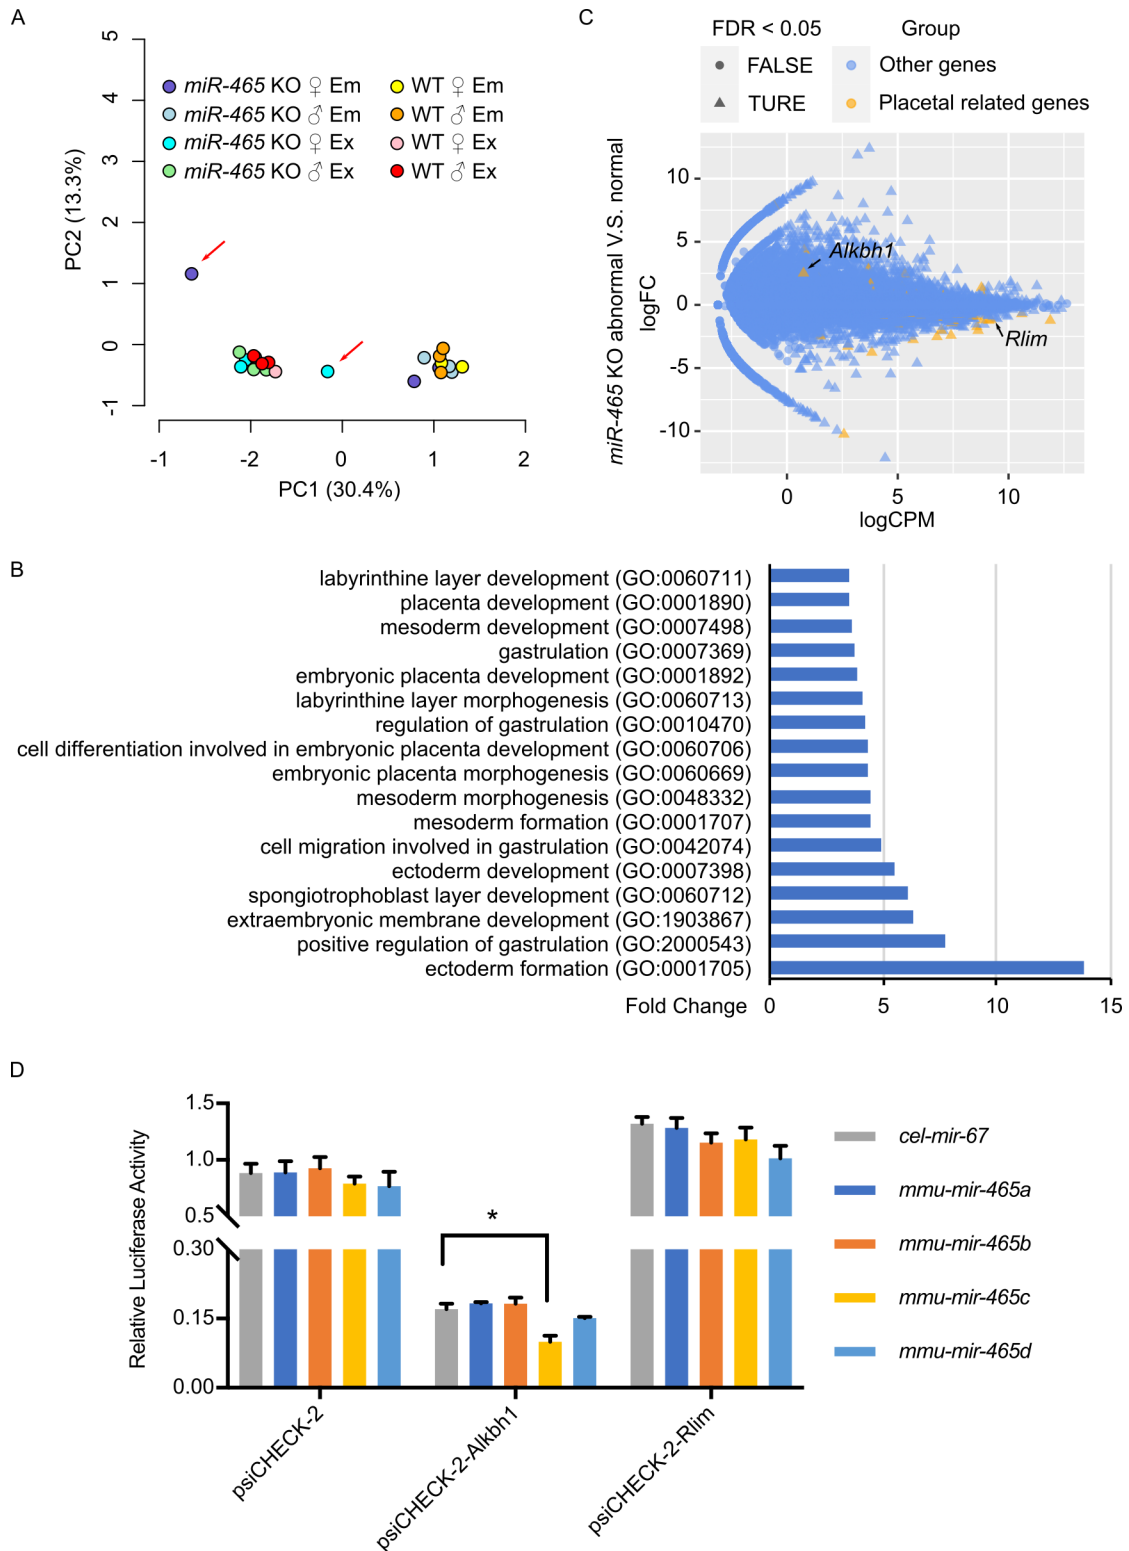 A
5
4
3
2
1
0
-1
PC2 (13.3%)
miR-465 KO ♀ Em
miR-465 KO ♂ Em
miR-465 KO ♀ Ex
miR-465 KO ♂ Ex
WT ♀ Em
WT ♂ Em
WT ♀ Ex
WT ♂ Ex
-1 -2 0 1 2
PC1 (30.4%)
C
FDR < 0.05 Group
FALSE Other genes
TURE Placetal related genes
miR-465 KO abnormal V.S. normal
logFC
10
5
0
-5
-10
Alkbh1
Rlim
0 5 10
logCPM
B
labyrinthine layer development (GO:0060711)
placenta development (GO:0001890)
mesoderm development (GO:0007498)
gastrulation (GO:0007369)
embryonic placenta development (GO:0001892)
labyrinthine layer morphogenesis (GO:0060713)
regulation of gastrulation (GO:0010470)
cell differentiation involved in embryonic placenta development (GO:0060706)
embryonic placenta morphogenesis (GO:0060669)
mesoderm morphogenesis (GO:0048332)
mesoderm formation (GO:0001707)
cell migration involved in gastrulation (GO:0042074)
ectoderm development (GO:0007398)
spongiotrophoblast layer development (GO:0060712)
extraembryonic membrane development (GO:1903867)
positive regulation of gastrulation (GO:2000543)
ectoderm formation (GO:0001705)
Fold Change 0 5 10 15
D
Relative Luciferase Activity
1.5
1.0
0.5
0.30
0.15
0.00
*
psiCHECK-2
psiCHECK-2-Alkbh1
psiCHECK-2-Rlim
cel-mir-67
mmu-mir-465a
mmu-mir-465b
mmu-mir-465c
mmu-mir-465d